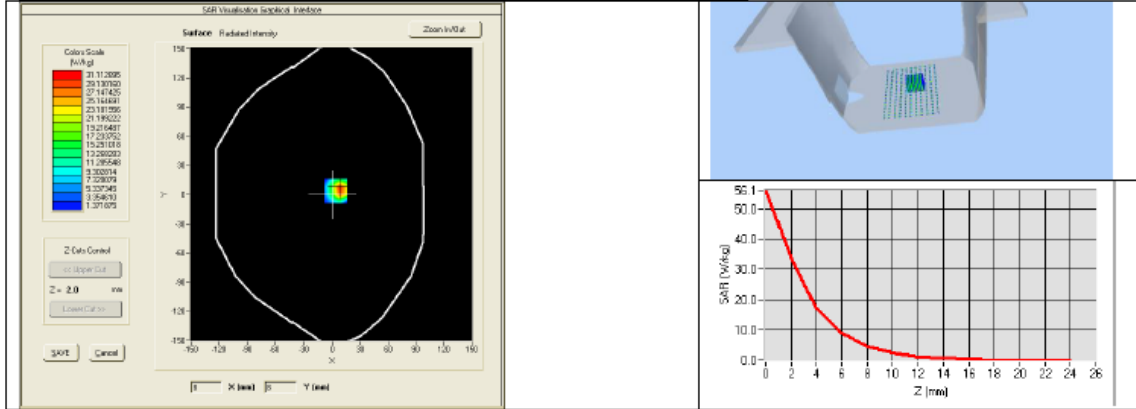 SAR Visualisation Graphical Interface
Surface Radiated Intensity
Zoom In/Out
Colors Scale
(W/kg)
31.112895
29.130160
27.147425
25.164691
23.181956
21.199222
19.216487
17.233752
15.251018
13.268283
11.285548
9.302814
7.320079
5.337345
3.354610
1.371875
150
120
90
60
30
0
-30
-60
-90
-120
-150
Y
-150 -120 -90 -60 -30 0 30 60 90 120 150
X
Z-Cuts Control
<< Upper Cut
Z = 2.0 mm
Lower Cut >>
SAVE Cancel
X (mm) Y (mm)
56.1
50.0
40.0
30.0
20.0
10.0
0.0
SAR (W/kg)
0 2 4 6 8 10 12 14 16 18 20 22 24 26
Z (mm)